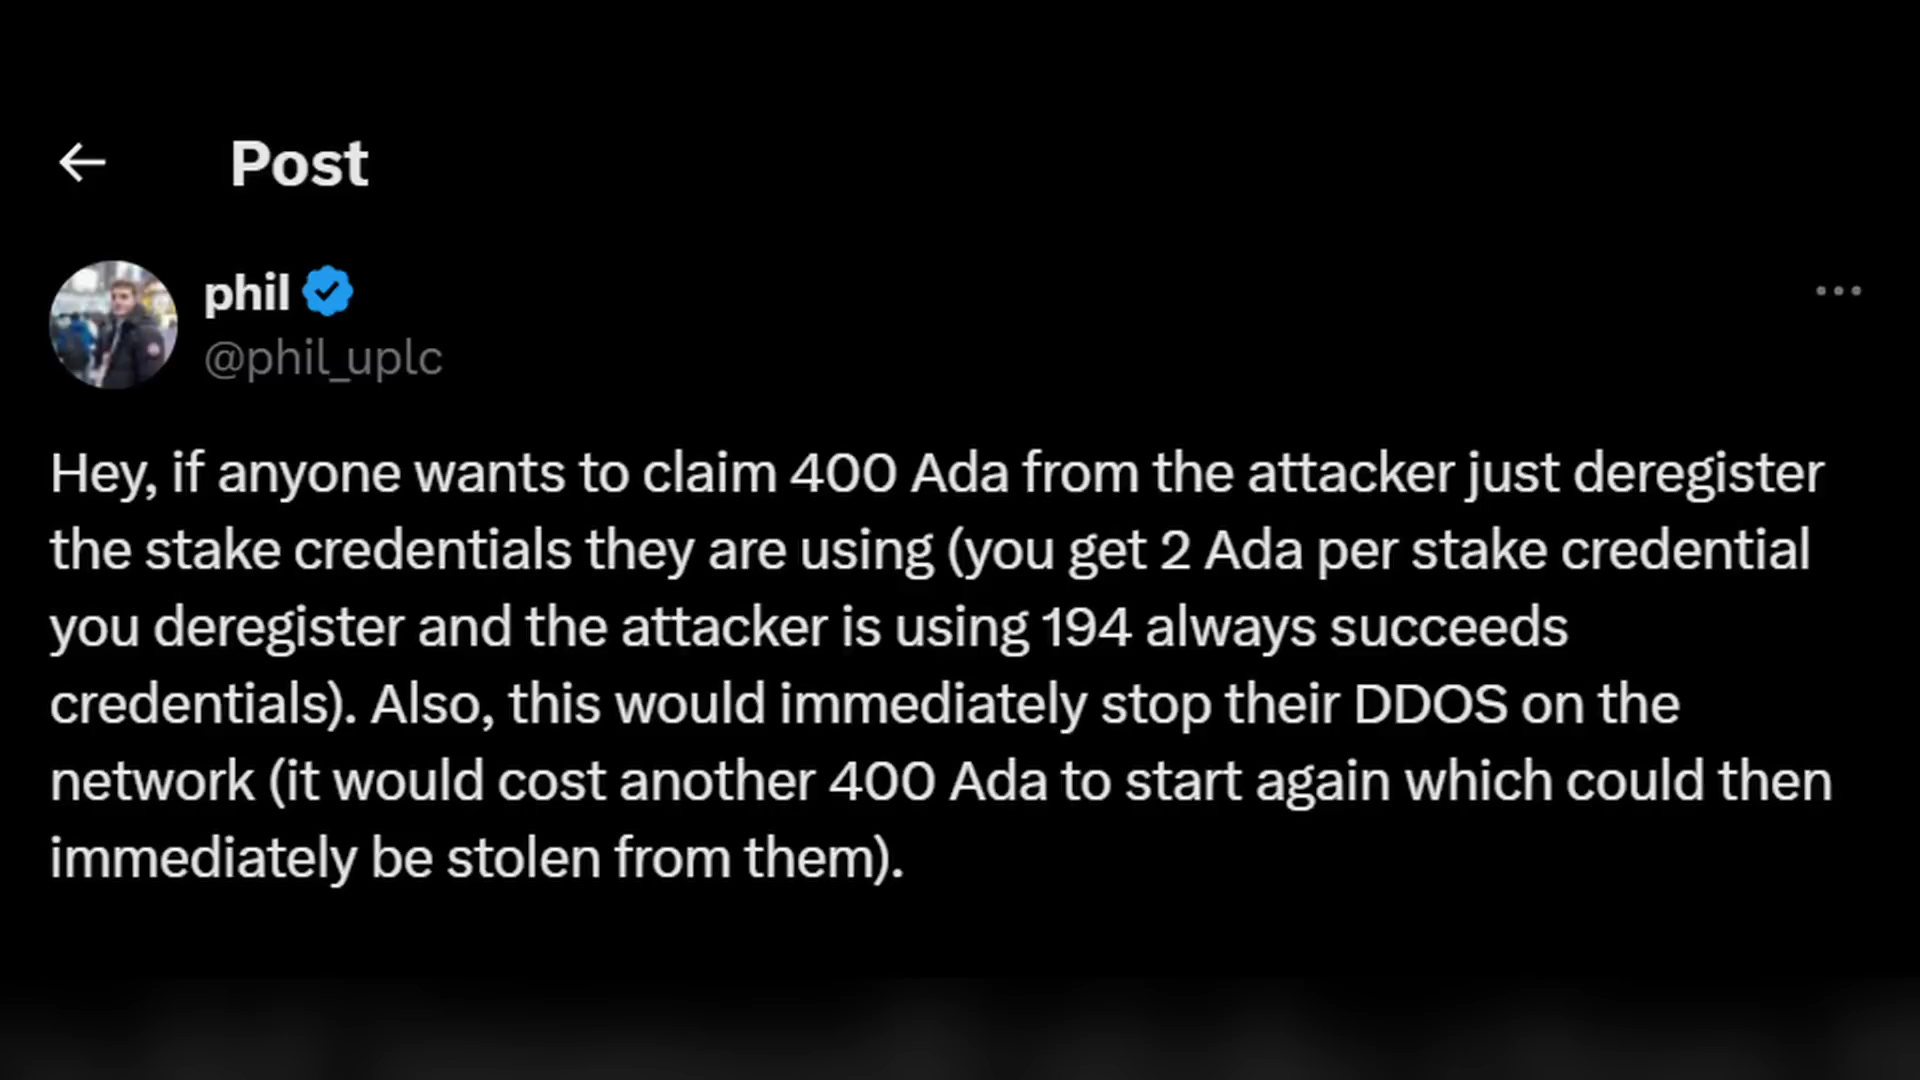 Post
phil
@phil_uplc
Hey, if anyone wants to claim 400 Ada from the attacker just deregister
the stake credentials they are using (you get 2 Ada per stake credential
you deregister and the attacker is using 194 always succeeds
credentials). Also, this would immediately stop their DDOS on the
network (it would cost another 400 Ada to start again which could then
immediately be stolen from them).